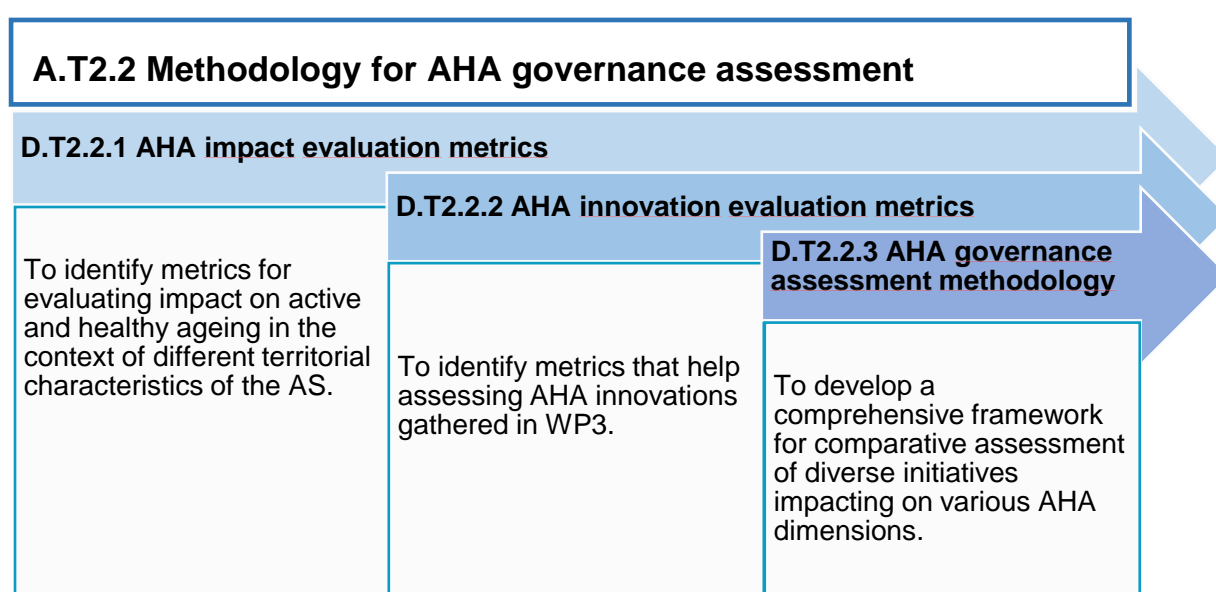 A.T2.2 Methodology for AHA governance assessment
D.T2.2.1 AHA impact evaluation metrics
To identify metrics for
evaluating impact on active
and healthy ageing in the
context of different territorial
characteristics of the AS.
D.T2.2.2 AHA innovation evaluation metrics
To identify metrics that help
assessing AHA innovations
gathered in WP3.
D.T2.2.3 AHA governance
assessment methodology
To develop a
comprehensive framework
for comparative assessment
of diverse initiatives
impacting on various AHA
dimensions.